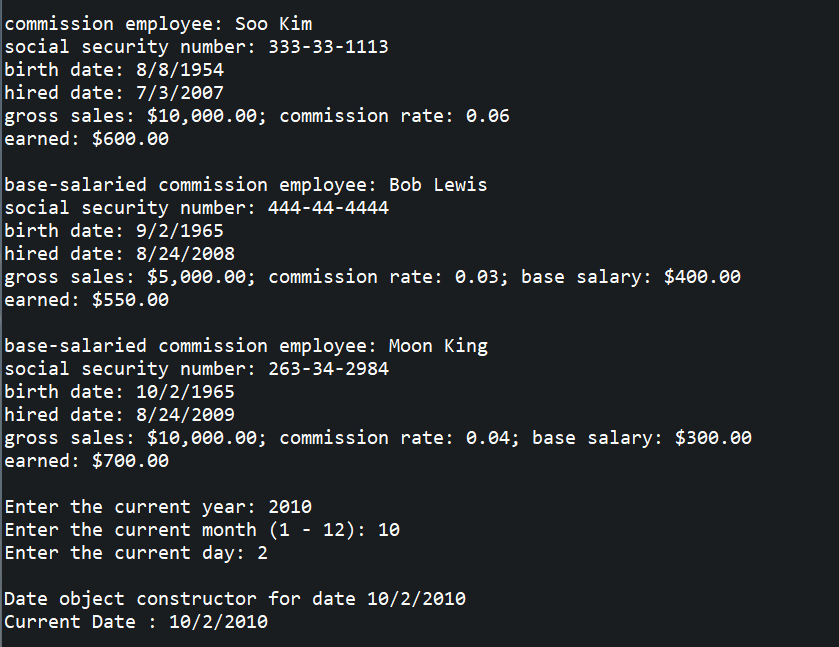 commission employee: Soo Kim
social security number: 333-33-1113
birth date: 8/8/1954
hired date: 7/3/2007
gross sales: $10,000.00; commission rate: 0.06
earned: $600.00
base-salaried commission employee: Bob Lewis
social security number: 444-44-4444
birth date: 9/2/1965
hired date: 8/24/2008
gross sales: $5,000.00; commission rate: 0.03; base salary: $400.00
earned: $550.00
base-salaried commission employee: Moon King
social security number: 263-34-2984
birth date: 10/2/1965
hired date: 8/24/2009
gross sales: $10,000.00; commission rate: 0.04; base salary: $300.00
earned: $700.00
Enter the current year: 2010
Enter the current month (1 - 12): 10
Enter the current day: 2
Date object constructor for date 10/2/2010
Current Date : 10/2/2010